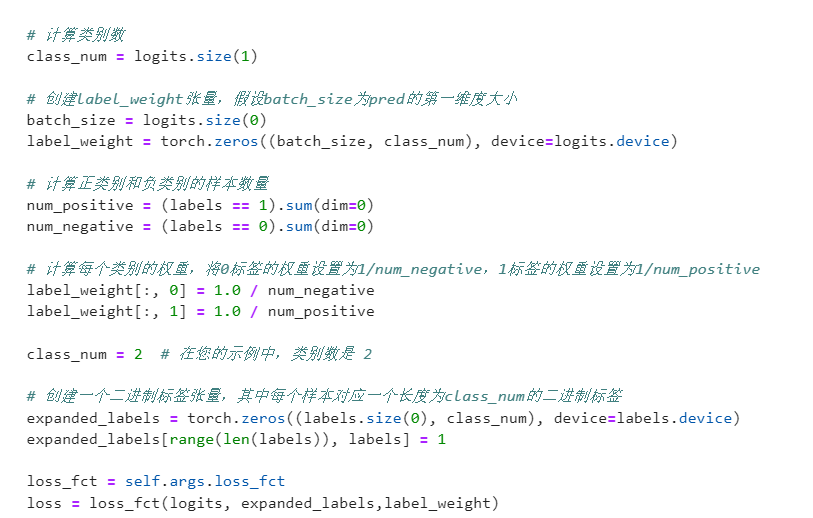 # 计算类别数
class_num = logits.size(1)
# 创建label_weight张量，假设batch_size为pred的第一维度大小
batch_size = logits.size(0)
label_weight = torch.zeros((batch_size, class_num), device=logits.device)
# 计算正类别和负类别的样本数量
num_positive = (labels == 1).sum(dim=0)
num_negative = (labels == 0).sum(dim=0)
# 计算每个类别的权重，将0标签的权重设置为1/num_negative，1标签的权重设置为1/num_positive
label_weight[:, 0] = 1.0 / num_negative
label_weight[:, 1] = 1.0 / num_positive
class_num = 2  # 在您的示例中，类别数是 2
# 创建一个二进制标签张量，其中每个样本对应一个长度为class_num的二进制标签
expanded_labels = torch.zeros((labels.size(0), class_num), device=labels.device)
expanded_labels[range(len(labels)), labels] = 1
loss_fct = self.args.loss_fct
loss = loss_fct(logits, expanded_labels,label_weight)